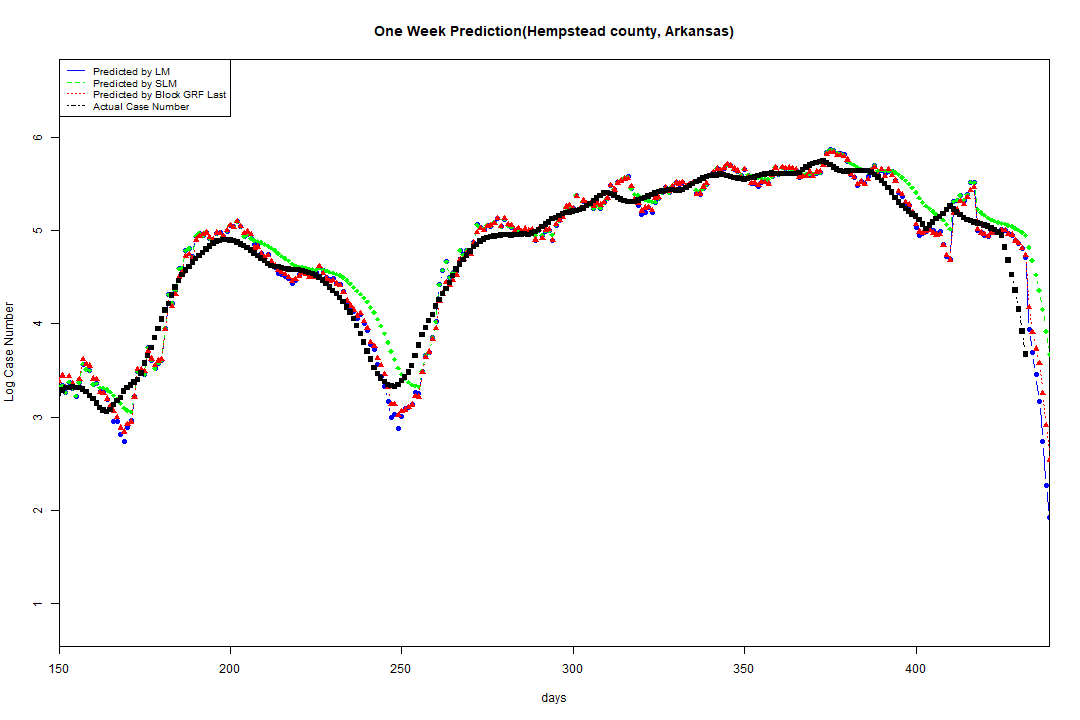 One Week Prediction(Hempstead county, Arkansas)
Predicted by LM
Predicted by SLM
Predicted by Block GRF Last
Actual Case Number
Log Case Number
6
5
4
3
2
1
150 200 250 300 350 400
days